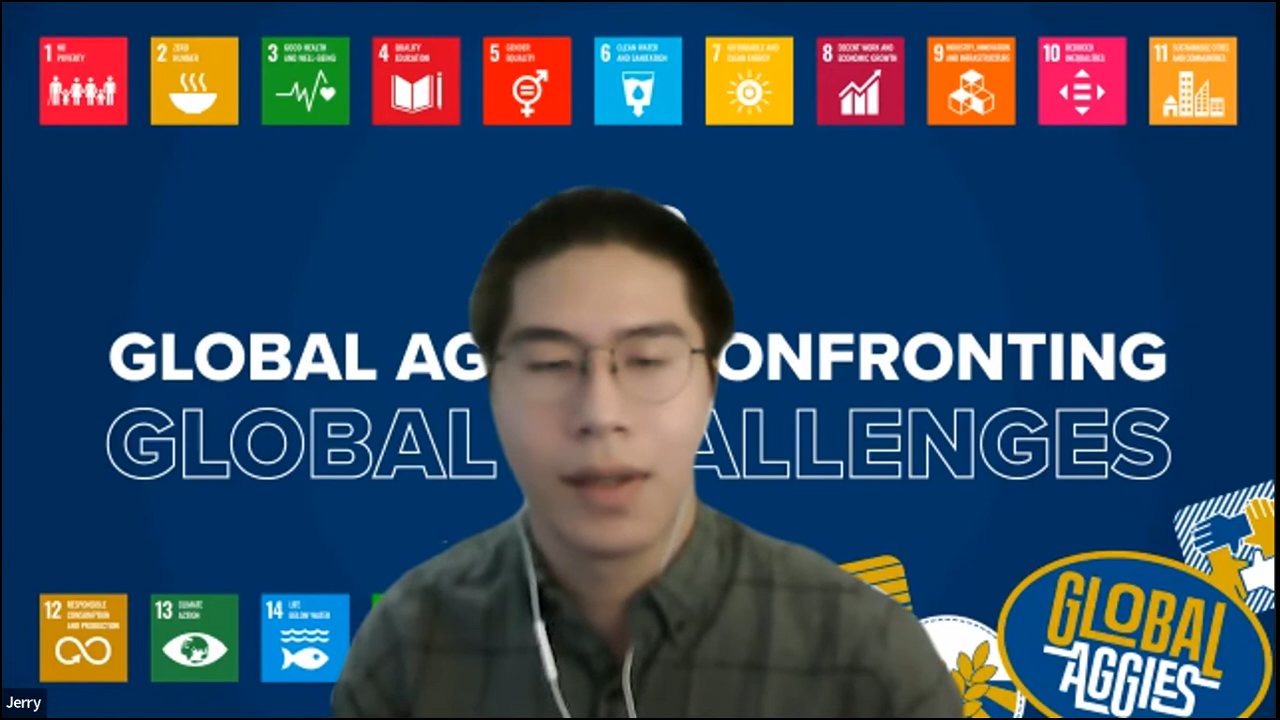 1 NO POVERTY
2 ZERO HUNGER
3 GOOD HEALTH AND WELL-BEING
4 QUALITY EDUCATION
5 GENDER EQUALITY
6 CLEAN WATER AND SANITATION
7 AFFORDABLE AND CLEAN ENERGY
8 DECENT WORK AND ECONOMIC GROWTH
9 INDUSTRY, INNOVATION AND INFRASTRUCTURE
10 REDUCED INEQUALITIES
11 SUSTAINABLE CITIES AND COMMUNITIES
GLOBAL AG ONFRONTING
GLOBAL ALLENGES
12 RESPONSIBLE CONSUMPTION AND PRODUCTION
13 CLIMATE ACTION
14 LIFE BELOW WATER
GLOBAL
AGGIES
Jerry